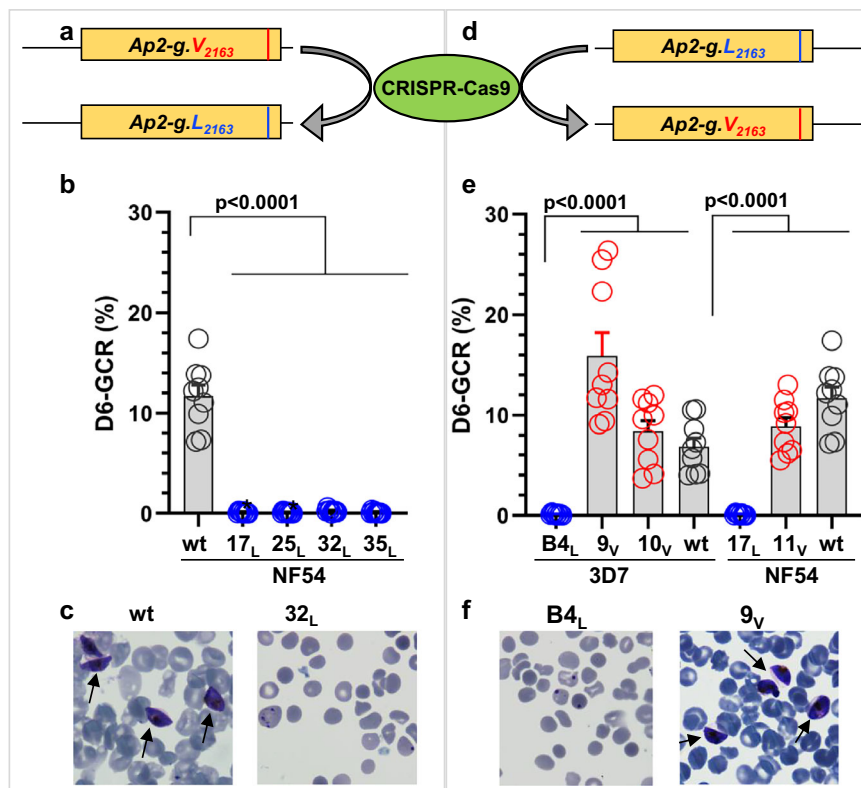 a
Ap2-g.V2163
Ap2-g.L2163
CRISPR-Cas9
d
Ap2-g.L2163
Ap2-g.V2163
b
p<0.0001
D6-GCR (%)
30
20
10
0
wt 17L 25L 32L 35L
NF54
e
p<0.0001 p<0.0001
D6-GCR (%)
30
20
10
0
B4L 9V 10V wt 17L 11V wt
3D7 NF54
c
wt 32L
f
B4L 9V